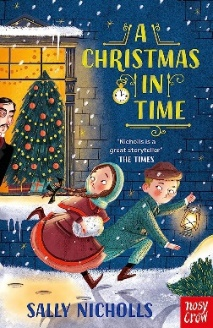 A
CHRISTMAS
IN
TIME
'Nicholls is a
great storyteller'
THE TIMES
SALLY NICHOLLS
nosy
crow